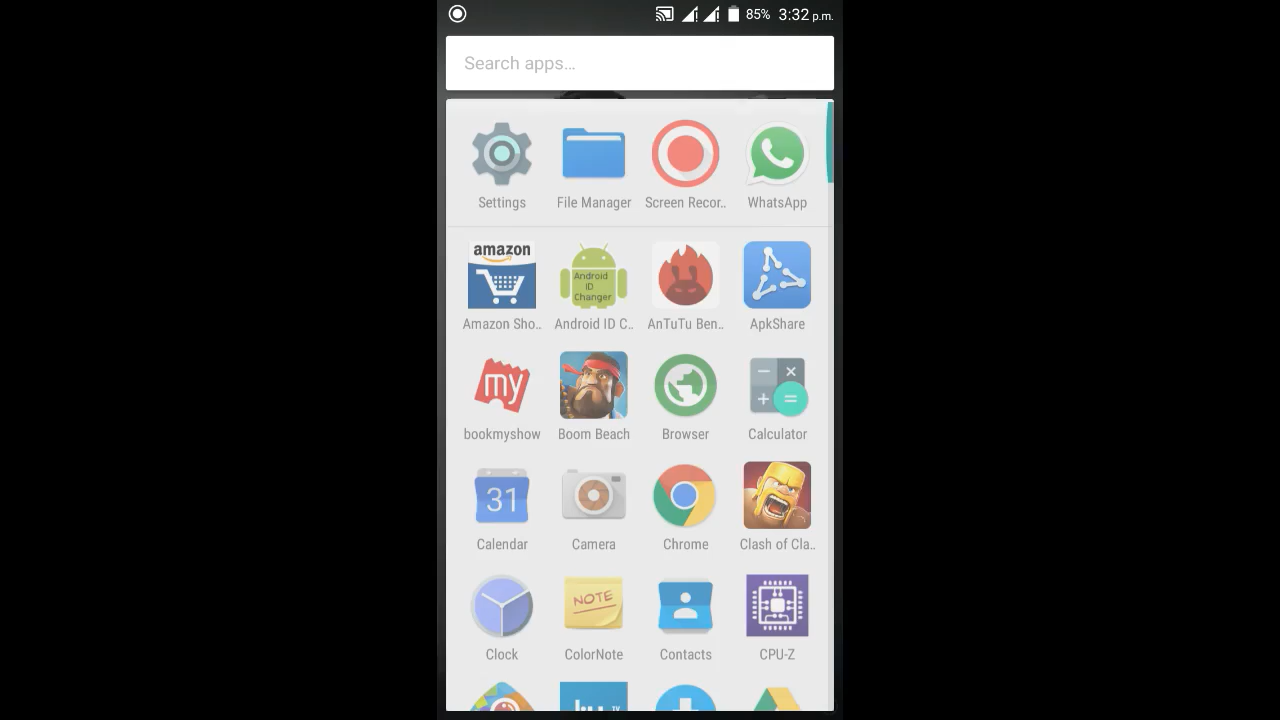 85% 3:32 p.m.
Search apps...
Settings File Manager Screen Recor.. WhatsApp
amazon
Android
ID
Changer
Amazon Sho.. Android ID C.. AnTuTu Ben.. ApkShare
my
bookmyshow Boom Beach Browser Calculator
31
Calendar Camera Chrome Clash of Cla..
NOTE
Clock ColorNote Contacts CPU-Z
TV